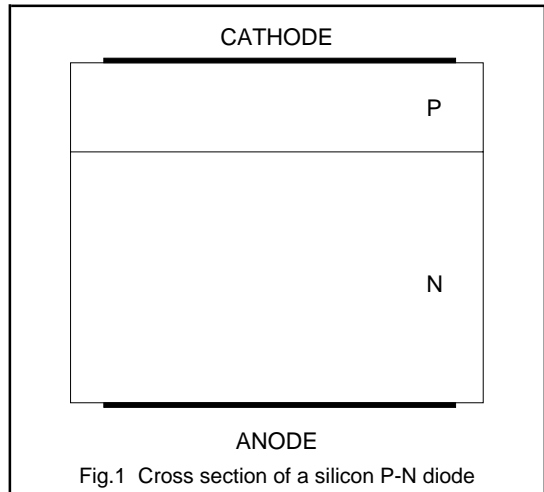 CATHODE
P
N
ANODE
Fig.1 Cross section of a silicon P-N diode